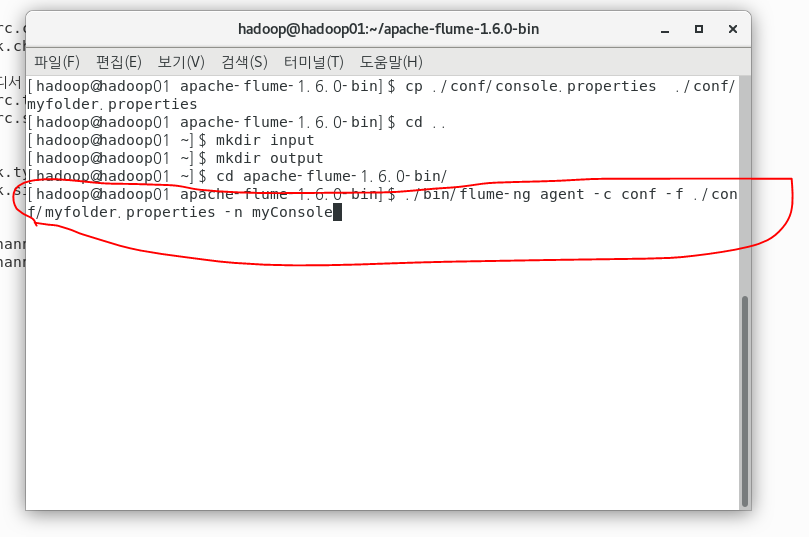 hadoop@hadoop01:~/apache-flume-1.6.0-bin
파일(F) 편집(E) 보기(V) 검색(S) 터미널(T) 도움말(H)
[hadoop@hadoop01 apache-flume-1.6.0-bin]$ cp ./conf/console.properties ./conf/
myfolder.properties
[hadoop@hadoop01 apache-flume-1.6.0-bin]$ cd ..
[hadoop@hadoop01 ~]$ mkdir input
[hadoop@hadoop01 ~]$ mkdir output
[hadoop@hadoop01 ~]$ cd apache-flume-1.6.0-bin/
[hadoop@hadoop01 apache-flume-1.6.0-bin]$ ./bin/flume-ng agent -c conf -f ./con
f/myfolder.properties -n myConsole